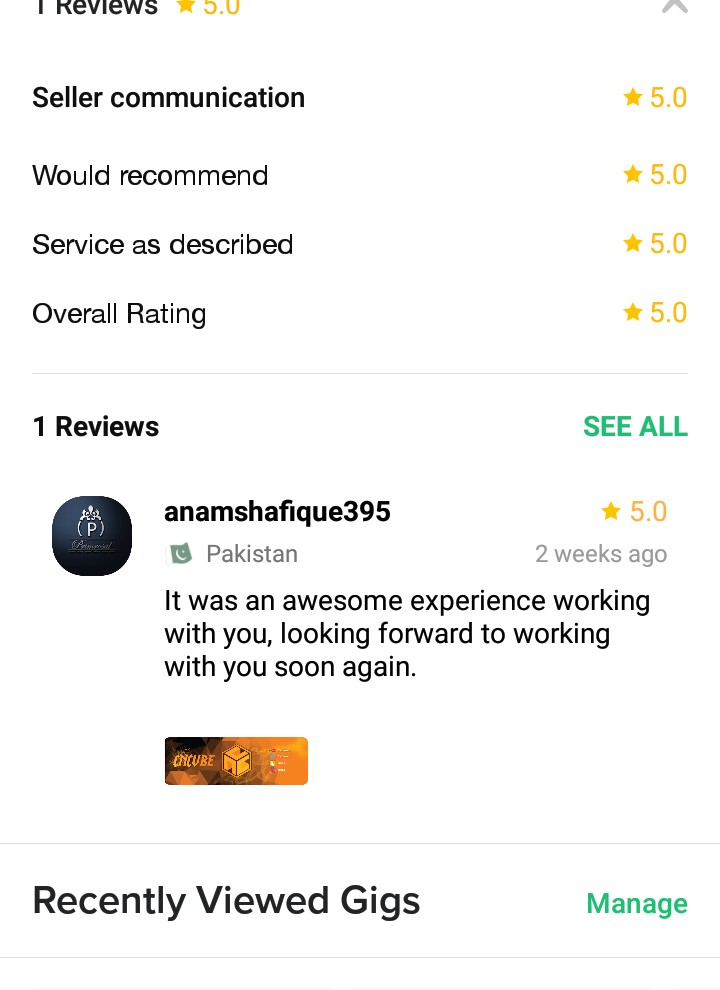 1 Reviews 5.0
Seller communication 5.0
Would recommend 5.0
Service as described 5.0
Overall Rating 5.0
1 Reviews SEE ALL
anamshafique395 5.0
(P)
Pakistan 2 weeks ago
It was an awesome experience working
with you, looking forward to working
with you soon again.
Recently Viewed Gigs Manage